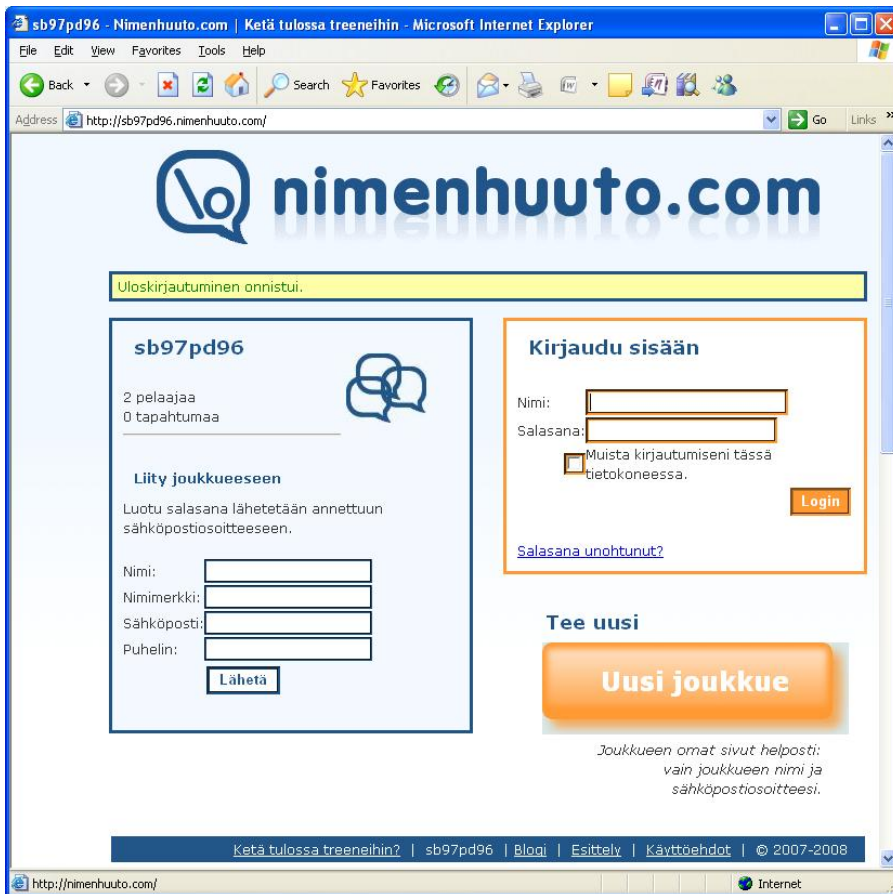 sb97pd96 - Nimenhuuto.com | Ketä tulossa treeneihin - Microsoft Internet Explorer
File Edit View Favorites Tools Help
Back Search Favorites
Address http://sb97pd96.nimenhuuto.com/ Go Links »
nimenhuuto.com
Uloskirjautuminen onnistui.
sb97pd96
2 pelaajaa
0 tapahtumaa
Liity joukkueeseen
Luotu salasana lähetetään annettuun
sähköpostiosoitteeseen.
Nimi:
Nimimerkki:
Sähköposti:
Puhelin:
Lähetä
Kirjaudu sisään
Nimi:
Salasana:
Muista kirjautumiseni tässä
tietokoneessa.
Login
Salasana unohtunut?
Tee uusi
Uusi joukkue
Joukkueen omat sivut helposti:
vain joukkueen nimi ja
sähköpostiosoitteesi.
Ketä tulossa treeneihin? | sb97pd96 | Blogi | Esittely | Käyttöehdot | © 2007-2008
http://nimenhuuto.com/ Internet